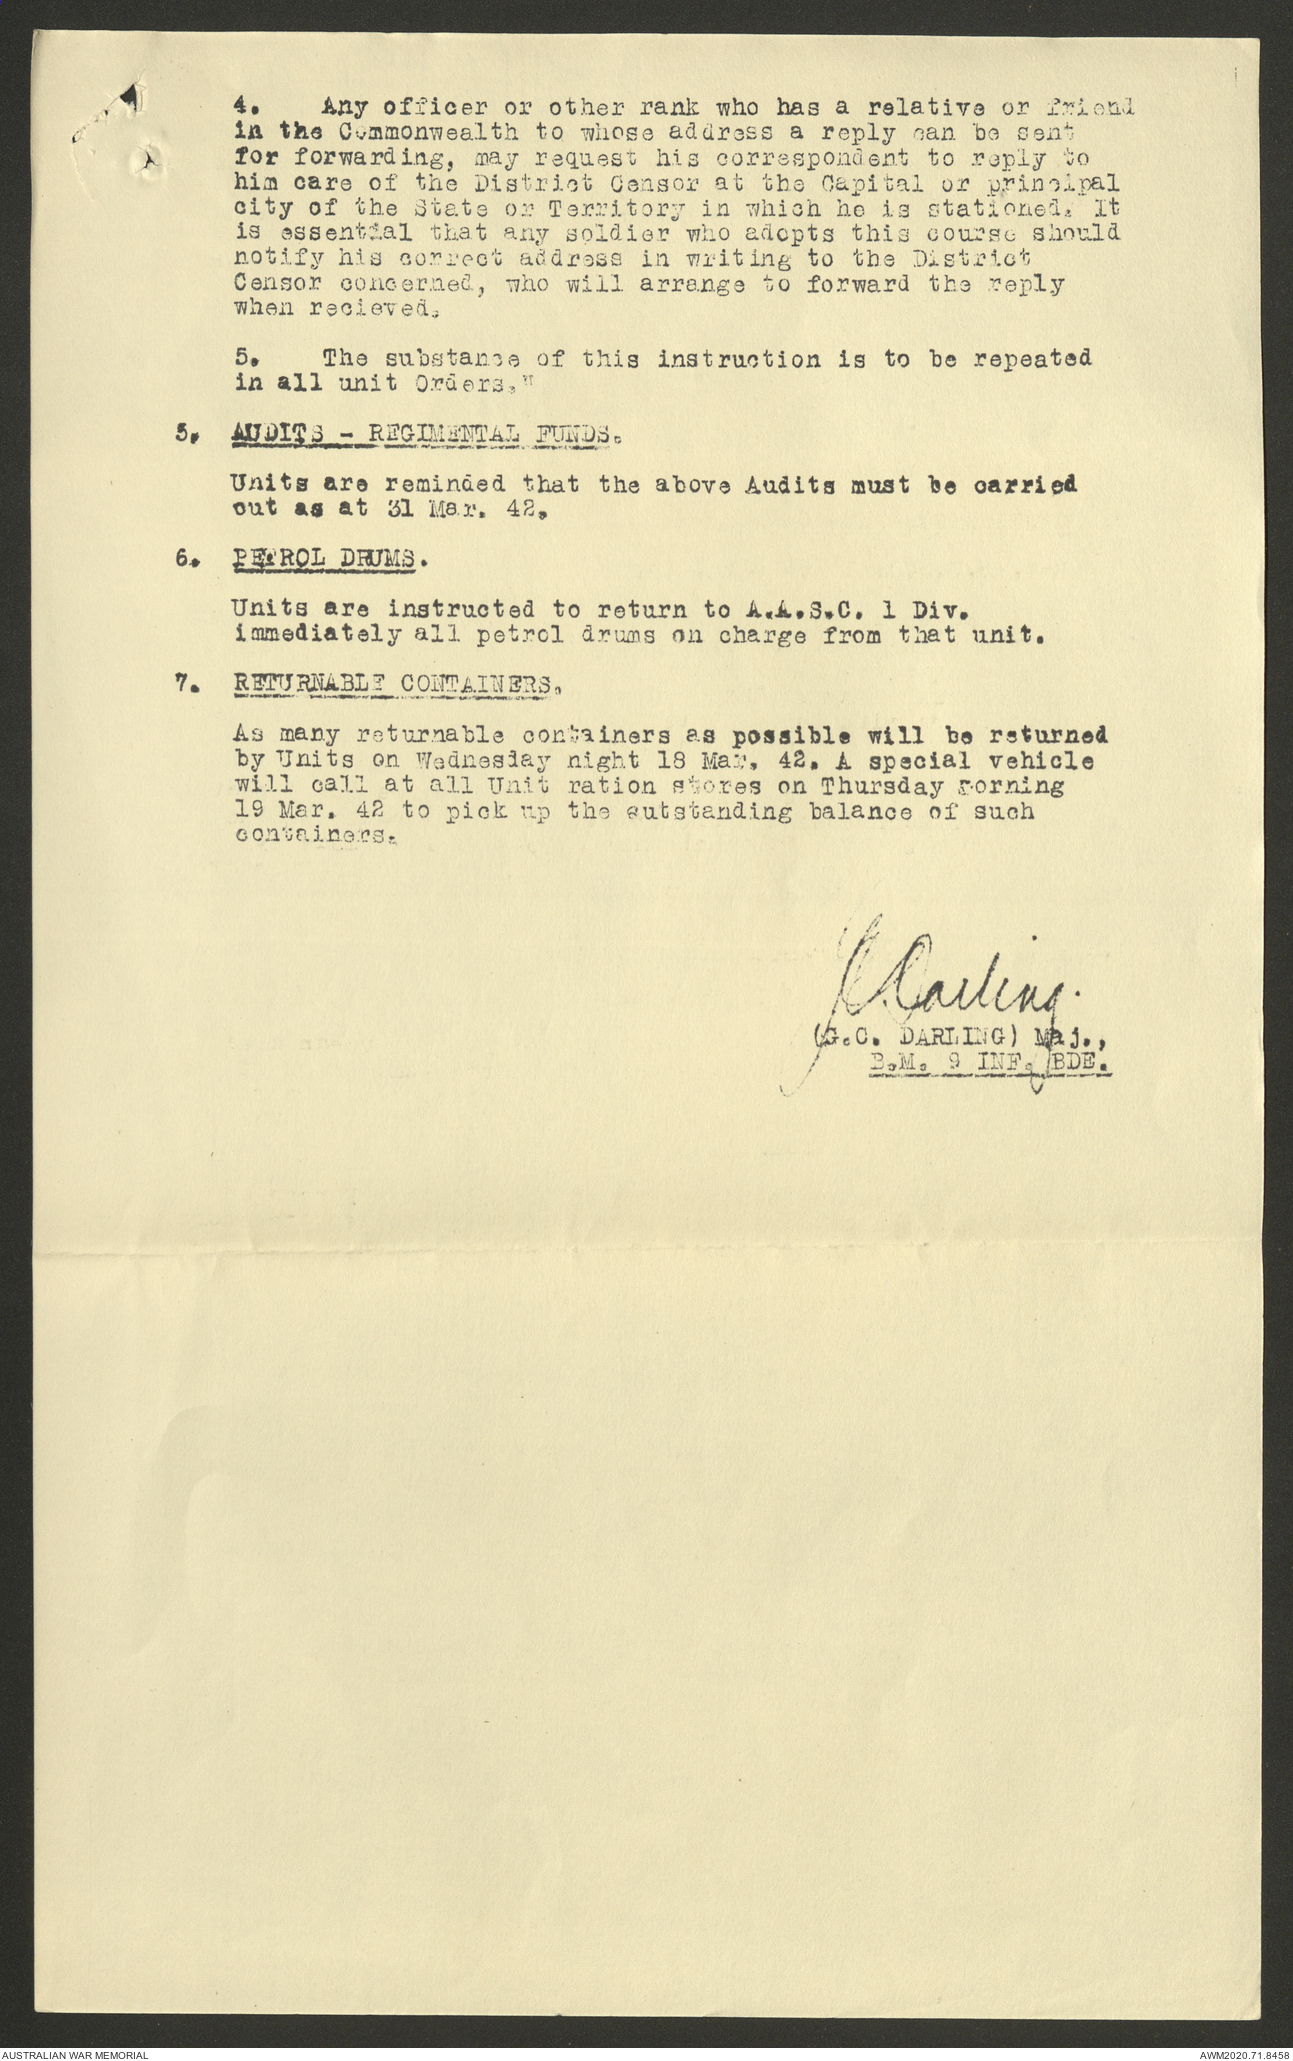 4. Any officer or other rank who has a relative or friend
in the Commonwealth to whose address a reply can be sent
for forwarding, may request his correspondent to reply to
him care of the District Censor at the Capital or principal
city of the State or Territory in which he is stationed. It
is essential that any soldier who adopts this course should
notify his correct address in writing to the District
Censor concerned, who will arrange to forward the reply
when recieved.
5. The substance of this instruction is to be repeated
in all unit Orders."
5. AUDITS - REGIMENTAL FUNDS.
Units are reminded that the above Audits must be carried
out as at 31 Mar. 42.
6. PETROL DRUMS.
Units are instructed to return to A.A.S.C. 1 Div.
immediately all petrol drums on charge from that unit.
7. RETURNABLE CONTAINERS.
As many returnable containers as possible will be returned
by Units on Wednesday night 18 Mar. 42. A special vehicle
will call at all Unit ration stores on Thursday morning
19 Mar. 42 to pick up the outstanding balance of such
containers.
G.C. Darling.
(G.C. DARLING) Maj.,
B.M. 9 INF. BDE.
AUSTRALIAN WAR MEMORIAL
AWM2020.71.8458